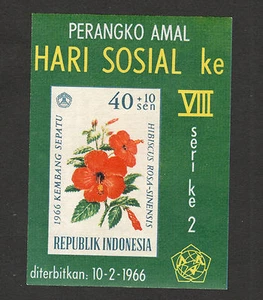 PERANGKO AMAL
HARI SOSIAL ke
VIII
seri ke 2
40 + 10
sen
1966 KEMBANG SEPATU
HIBISCUS ROSA-SINENSIS
REPUBLIK INDONESIA
diterbitkan: 10-2-1966